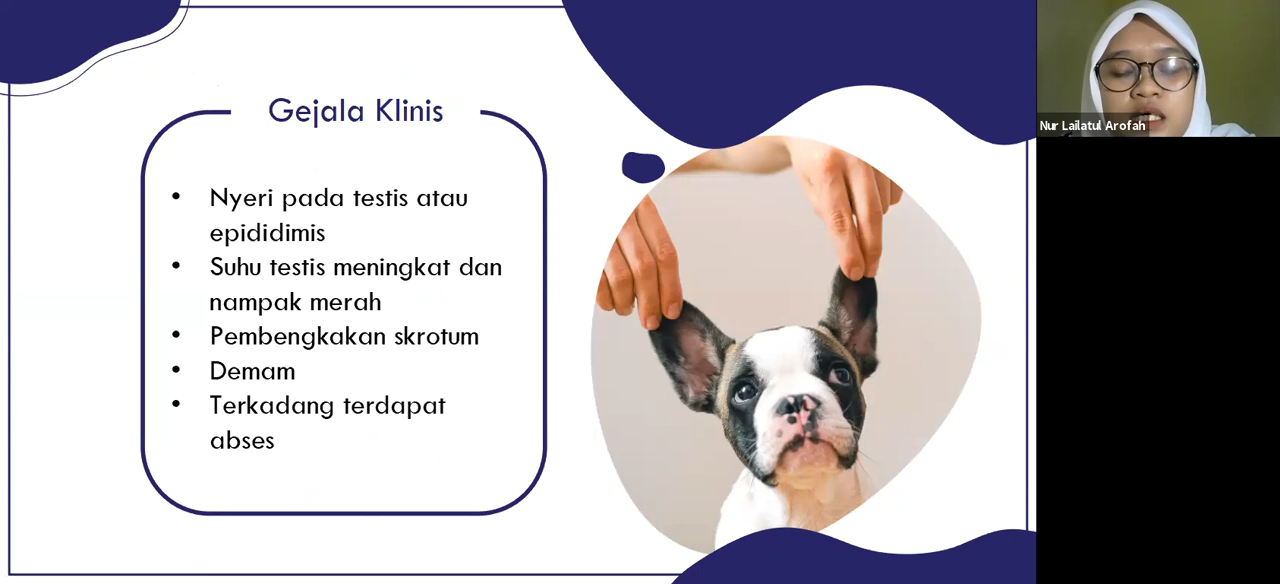 Gejala Klinis
• Nyeri pada testis atau
epididimis
• Suhu testis meningkat dan
nampak merah
• Pembengkakan skrotum
• Demam
• Terkadang terdapat
abses
Nur Lailatul Arofah